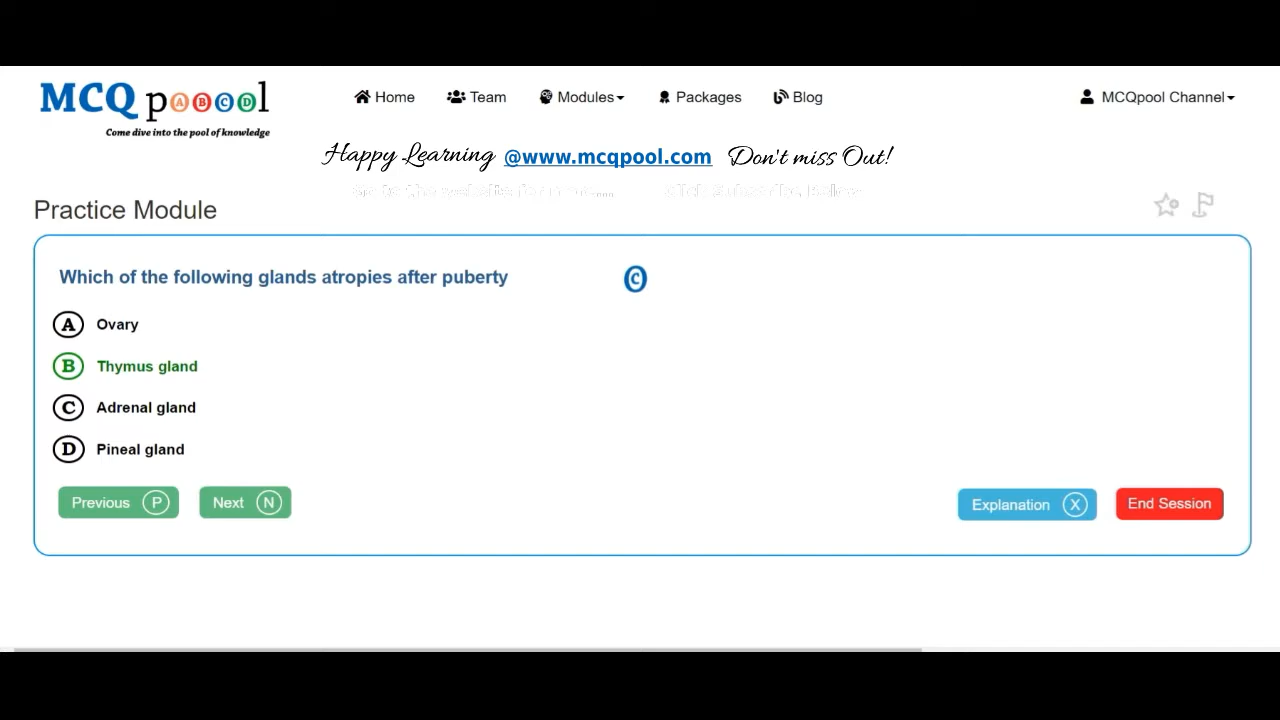 MCQ pooool
Come dive into the pool of knowledge
Home Team Modules Packages Blog MCQpool Channel
Happy Learning @www.mcqpool.com Don't miss Out!
Practice Module
Which of the following glands atropies after puberty C
A Ovary
B Thymus gland
C Adrenal gland
D Pineal gland
Previous P Next N Explanation X End Session